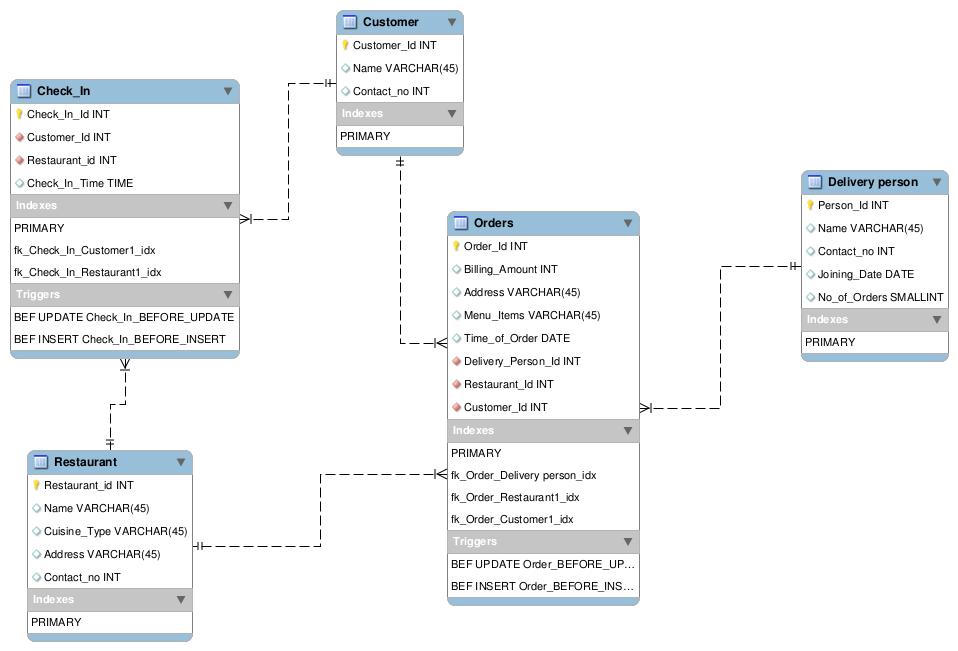 Customer
Customer_Id INT
Name VARCHAR(45)
Contact_no INT
Indexes
PRIMARY
Check_In
Check_In_Id INT
Customer_Id INT
Restaurant_id INT
Check_In_Time TIME
Indexes
PRIMARY
fk_Check_In_Customer1_idx
fk_Check_In_Restaurant1_idx
Triggers
BEF UPDATE Check_In_BEFORE_UPDATE
BEF INSERT Check_In_BEFORE_INSERT
Delivery person
Person_Id INT
Name VARCHAR(45)
Contact_no INT
Joining_Date DATE
No_of_Orders SMALLINT
Indexes
PRIMARY
Orders
Order_Id INT
Billing_Amount INT
Address VARCHAR(45)
Menu_Items VARCHAR(45)
Time_of_Order DATE
Delivery_Person_Id INT
Restaurant_Id INT
Customer_Id INT
Indexes
PRIMARY
fk_Order_Delivery person_idx
fk_Order_Restaurant1_idx
fk_Order_Customer1_idx
Triggers
BEF UPDATE Order_BEFORE_UP...
BEF INSERT Order_BEFORE_INS...
Restaurant
Restaurant_id INT
Name VARCHAR(45)
Cuisine_Type VARCHAR(45)
Address VARCHAR(45)
Contact_no INT
Indexes
PRIMARY